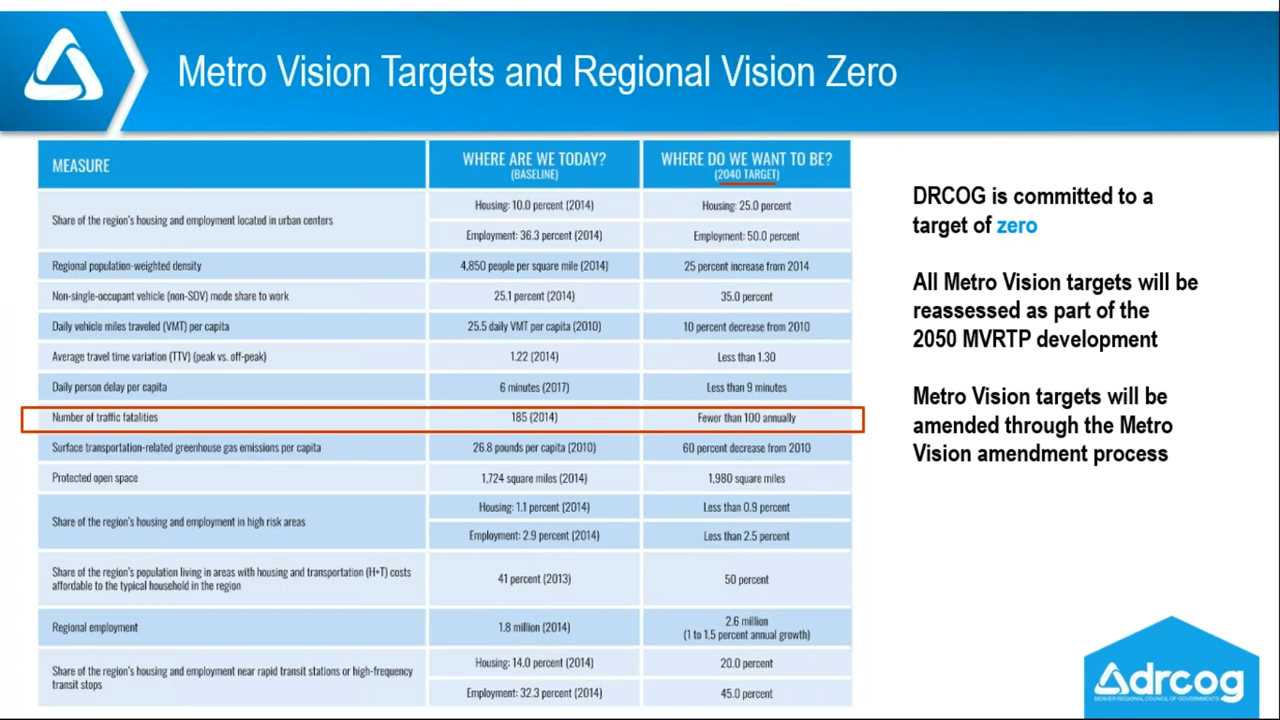 Metro Vision Targets and Regional Vision Zero
MEASURE
WHERE ARE WE TODAY?
(BASELINE)
WHERE DO WE WANT TO BE?
(2040 TARGET)
Share of the region's housing and employment located in urban centers
Housing: 10.0 percent (2014)
Housing: 25.0 percent
Employment: 36.3 percent (2014)
Employment: 50.0 percent
Regional population-weighted density
4,850 people per square mile (2014)
25 percent increase from 2014
Non-single-occupant vehicle (non-SOV) mode share to work
25.1 percent (2014)
35.0 percent
Daily vehicle miles traveled (VMT) per capita
25.5 daily VMT per capita (2010)
10 percent decrease from 2010
Average travel time variation (TTV) (peak vs. off-peak)
1.22 (2014)
Less than 1.30
Daily person delay per capita
6 minutes (2017)
Less than 9 minutes
Number of traffic fatalities
185 (2014)
Fewer than 100 annually
Surface transportation-related greenhouse gas emissions per capita
26.8 pounds per capita (2010)
60 percent decrease from 2010
Protected open space
1,724 square miles (2014)
1,980 square miles
Share of the region's housing and employment in high risk areas
Housing: 1.1 percent (2014)
Less than 0.9 percent
Employment: 2.9 percent (2014)
Less than 2.5 percent
Share of the region's population living in areas with housing and transportation (H+T) costs
affordable to the typical household in the region
41 percent (2013)
50 percent
Regional employment
1.8 million (2014)
2.6 million
(1 to 1.5 percent annual growth)
Share of the region's housing and employment near rapid transit stations or high-frequency
transit stops
Housing: 14.0 percent (2014)
20.0 percent
Employment: 32.3 percent (2014)
45.0 percent
DRCOG is committed to a
target of zero
All Metro Vision targets will be
reassessed as part of the
2050 MVRTP development
Metro Vision targets will be
amended through the Metro
Vision amendment process
drcog
DENVER REGIONAL COUNCIL OF GOVERNMENTS